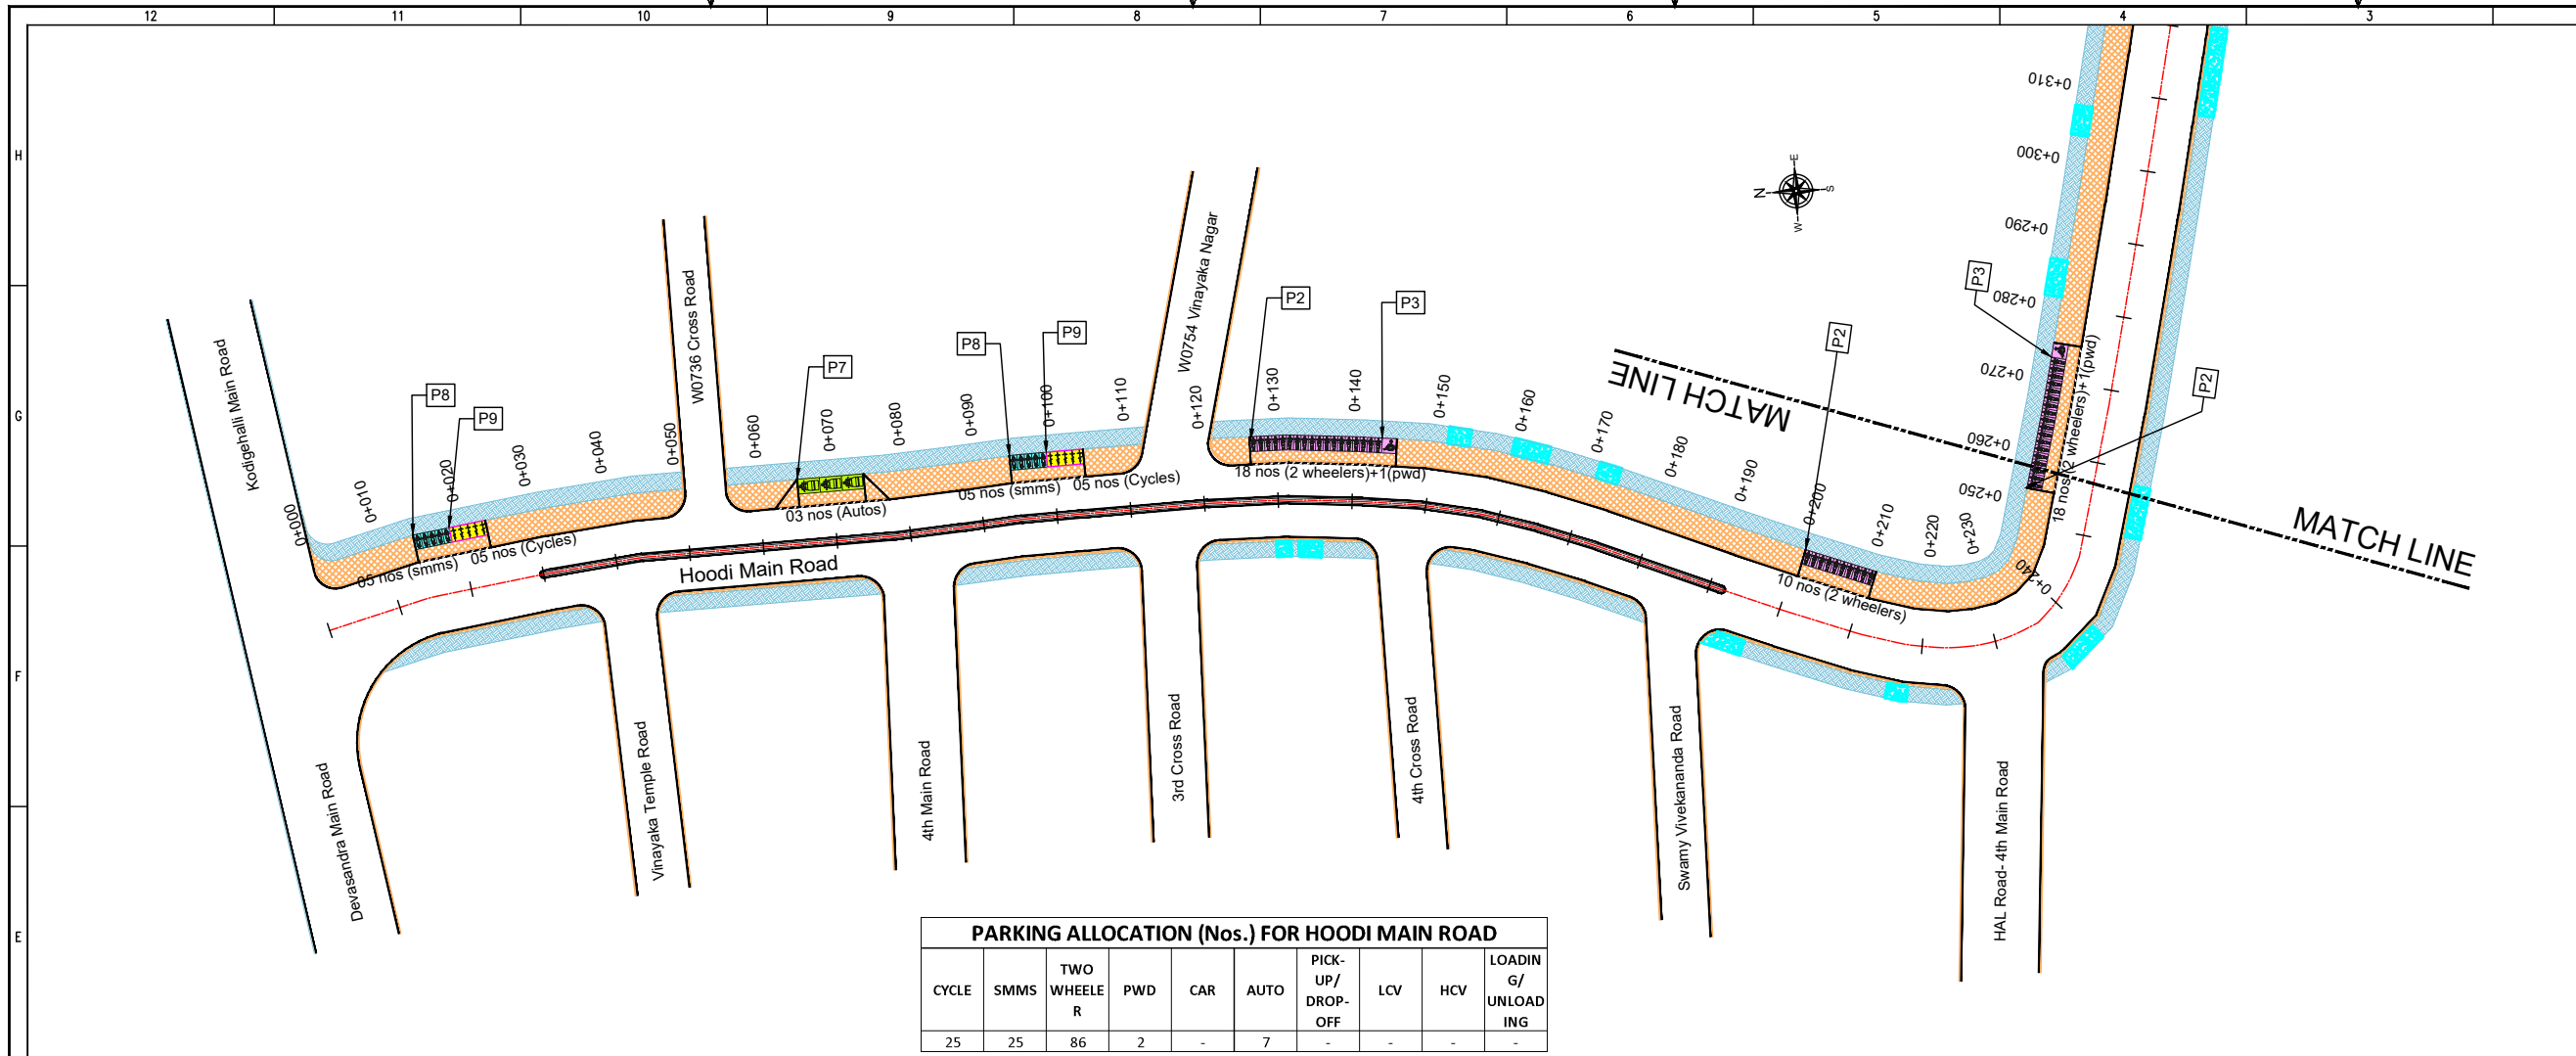 12 11 10 9 8 7 6 5 4 3
H
G
F
E
0+310
0+300
0+290
0+280
0+270
0+260
0+250
0+240
0+230
0+220
0+210
0+200
0+190
0+180
0+170
0+160
0+150
0+140
0+130
0+120
0+110
0+100
0+090
0+080
0+070
0+060
0+050
0+040
0+030
0+020
0+010
0+000
E
N
S
W
Kodigehalli Main Road
W0736 Cross Road
W0754 Vinayaka Nagar
P8
P9
P7
P8
P9
P2
P3
P2
P3
P2
MATCH LINE
MATCH LINE
05 nos (smms)
05 nos (Cycles)
03 nos (Autos)
05 nos (smms)
05 nos (Cycles)
18 nos (2 wheelers)+1(pwd)
10 nos (2 wheelers)
18 nos(2 wheelers)+1(pwd)
Hoodi Main Road
Devasandra Main Road
Vinayaka Temple Road
4th Main Road
3rd Cross Road
4th Cross Road
Swamy Vivekananda Road
HAL Road- 4th Main Road
PARKING ALLOCATION (Nos.) FOR HOODI MAIN ROAD
CYCLE
SMMS
TWO
WHEELE
R
PWD
CAR
AUTO
PICK-
UP/
DROP-
OFF
LCV
HCV
LOADIN
G/
UNLOAD
ING
25 25 86 2 - 7 - - - -